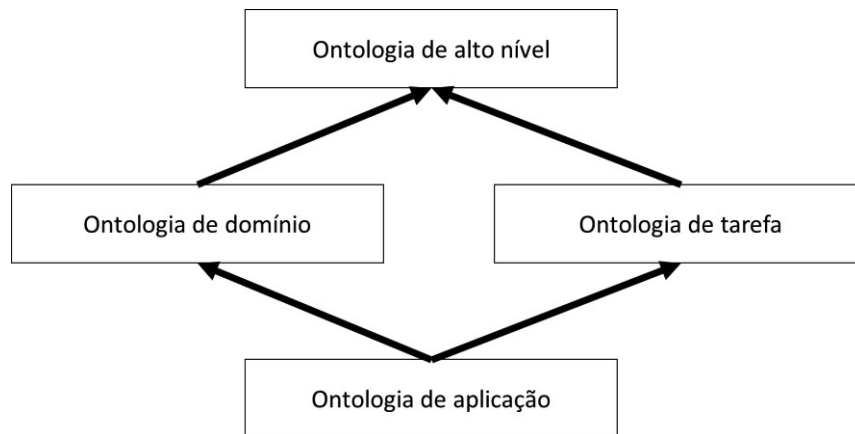 Ontologia de alto nível
Ontologia de domínio
Ontologia de tarefa
Ontologia de aplicação